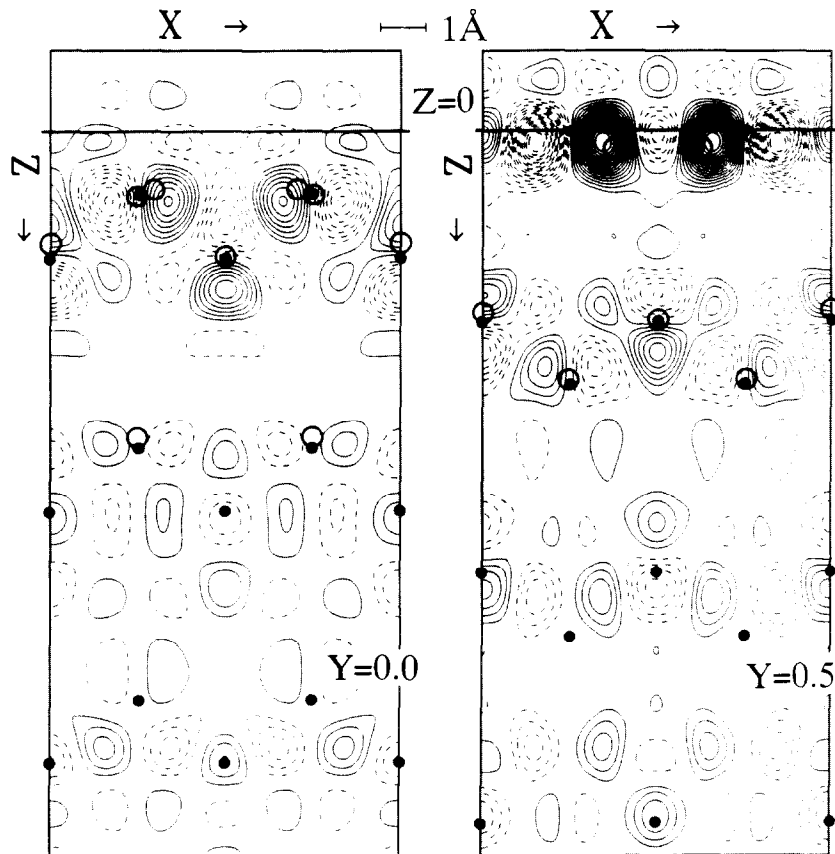 X → 1Å X →
Z=0
Z → Z →
Y=0.0 Y=0.5